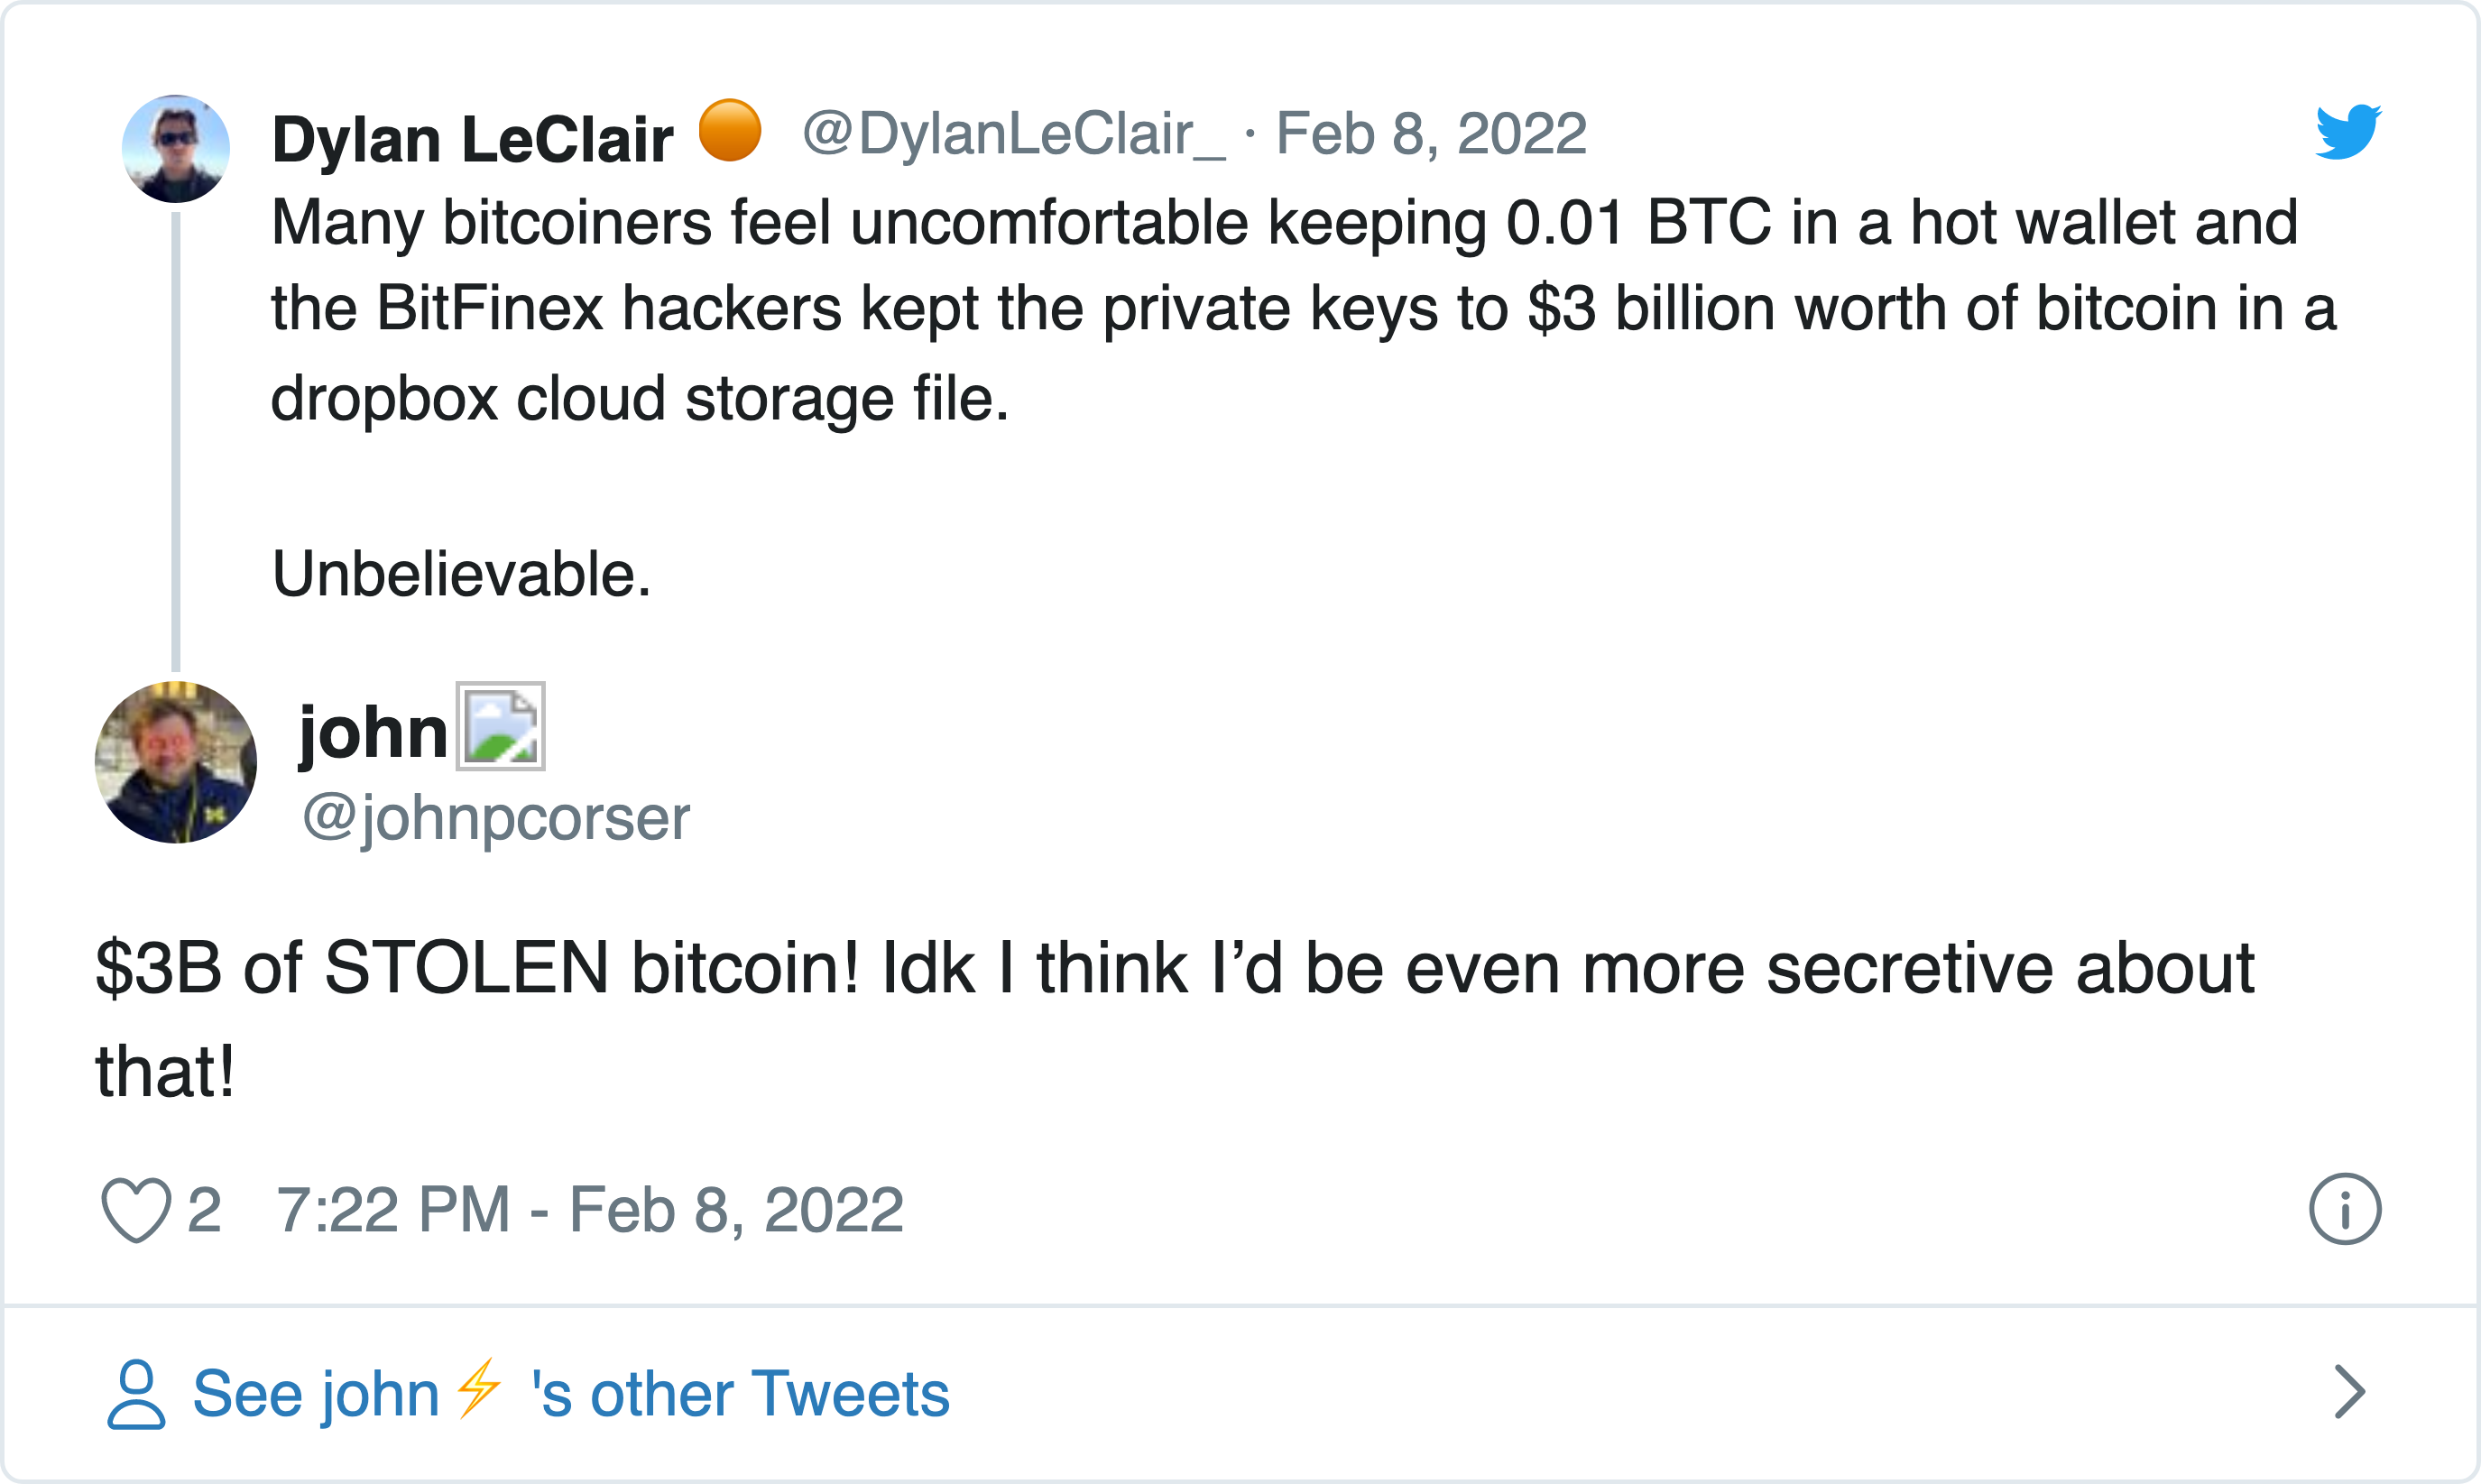 Dylan LeClair 🟠 @DylanLeClair_ · Feb 8, 2022
Many bitcoiners feel uncomfortable keeping 0.01 BTC in a hot wallet and
the BitFinex hackers kept the private keys to $3 billion worth of bitcoin in a
dropbox cloud storage file.
Unbelievable.
john
@johnpcorser
$3B of STOLEN bitcoin! Idk I think I’d be even more secretive about
that!
2 7:22 PM - Feb 8, 2022
See john⚡ 's other Tweets